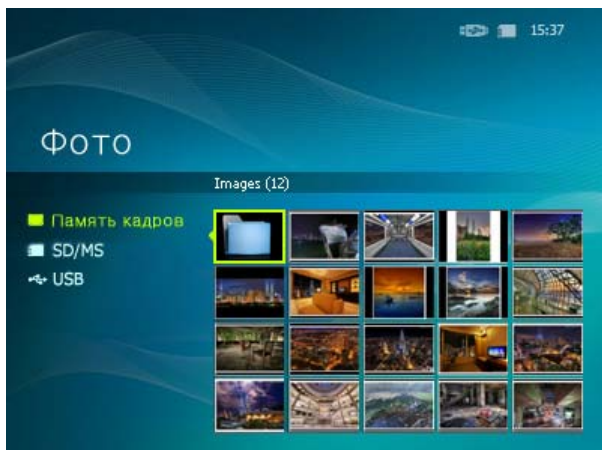 15:37
Фото
Images (12)
Память кадров
SD/MS
USB